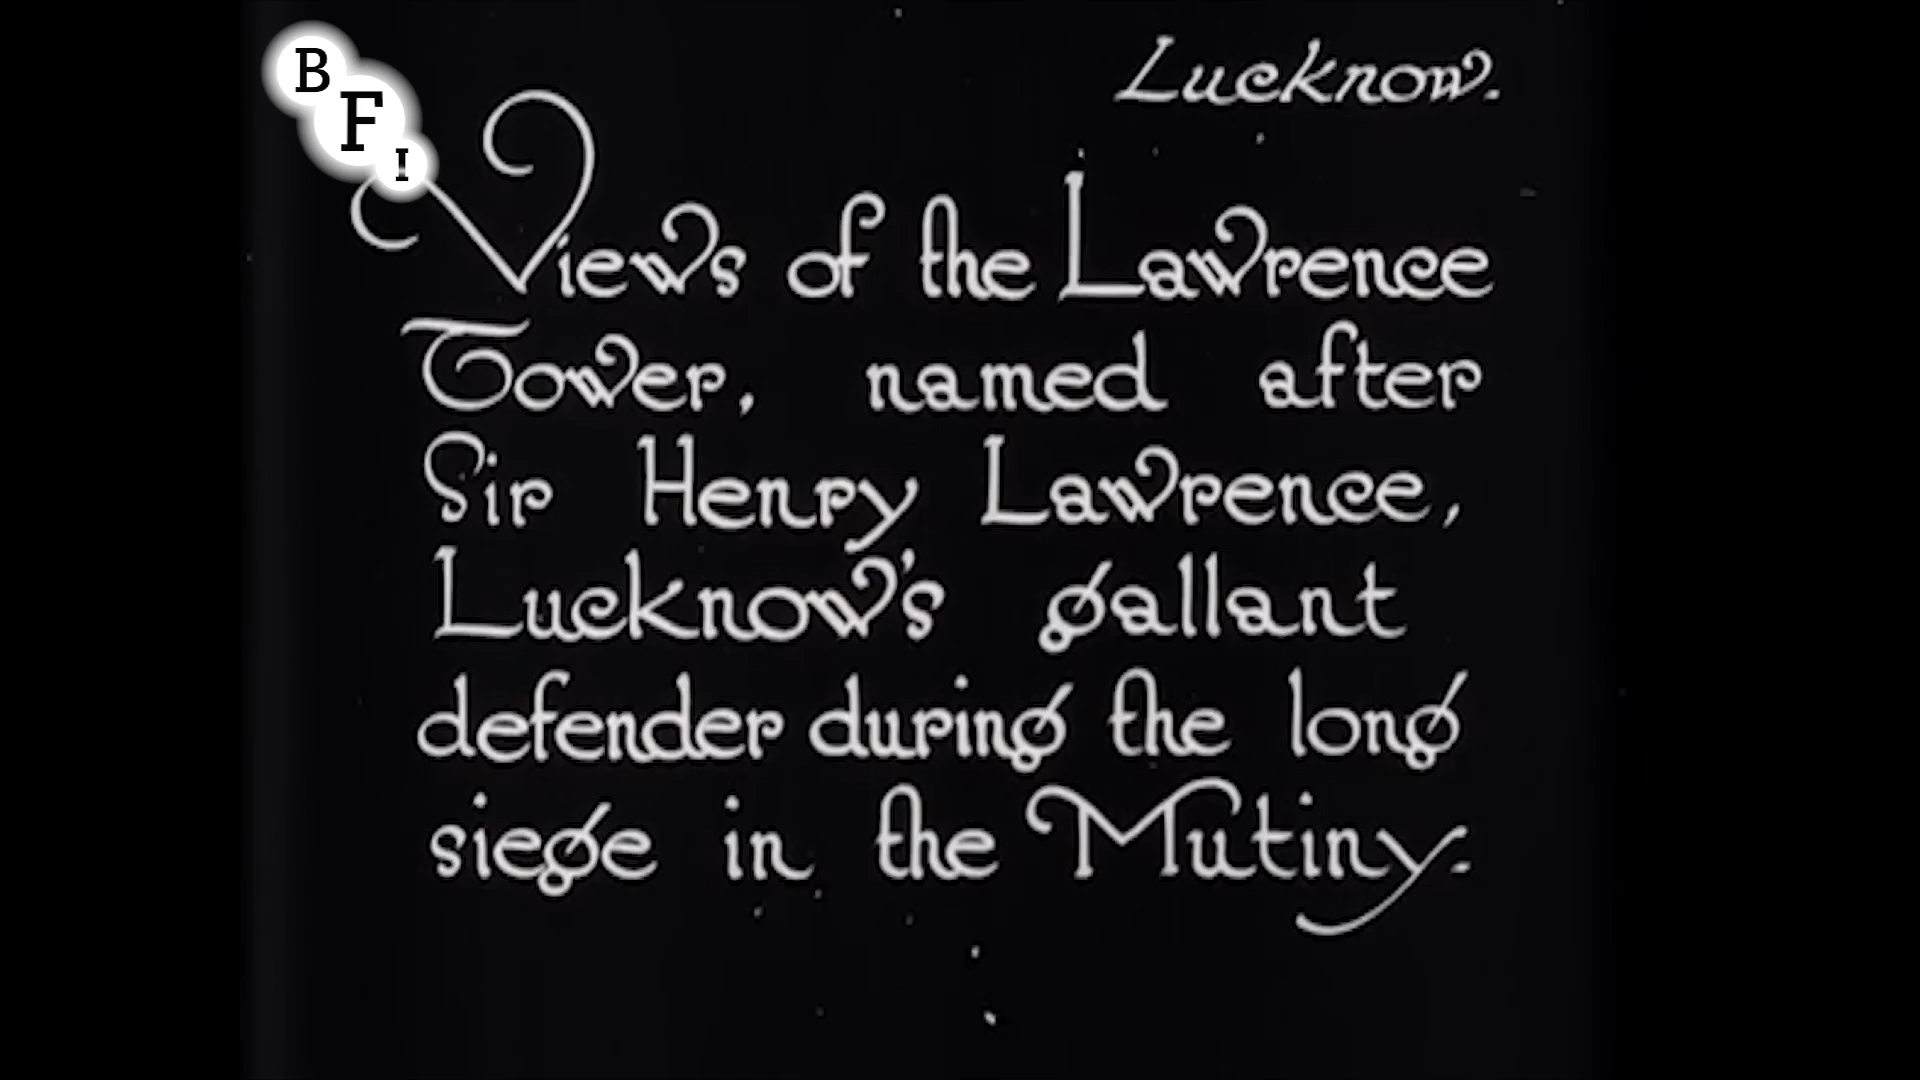 BFI
Lucknow.
Views of the Lawrence
Tower, named after
Sir Henry Lawrence,
Lucknow's gallant
defender during the long
siege in the Mutiny.